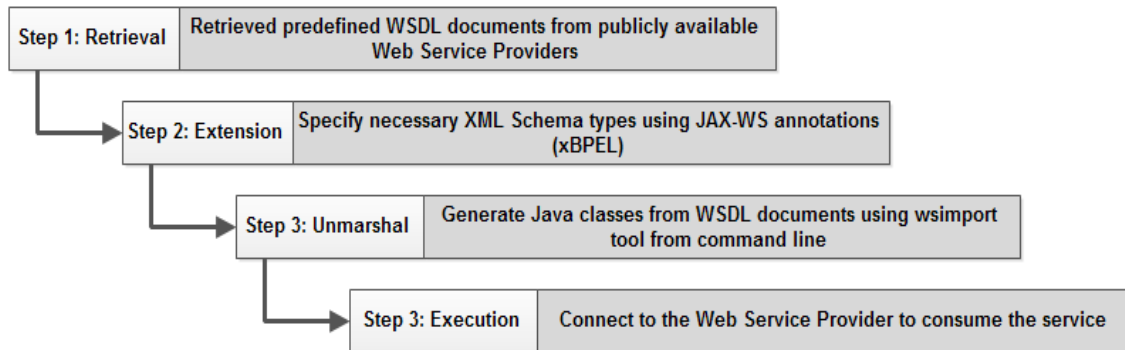 Step 1: Retrieval
Retrieved predefined WSDL documents from publicly available
Web Service Providers
Step 2: Extension
Specify necessary XML Schema types using JAX-WS annotations
(xBPEL)
Step 3: Unmarshal
Generate Java classes from WSDL documents using wsimport
tool from command line
Step 3: Execution
Connect to the Web Service Provider to consume the service